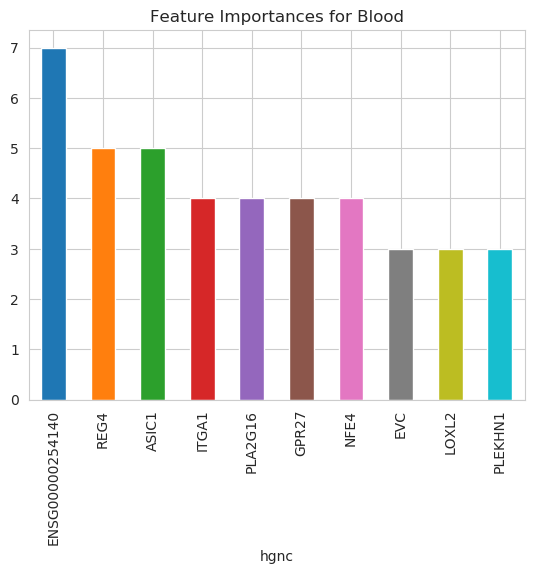 Feature Importances for Blood
7
6
5
4
3
2
1
0
ENSG00000254140
REG4
ASIC1
ITGA1
PLA2G16
GPR27
NFE4
EVC
LOXL2
PLEKHN1
hgnc